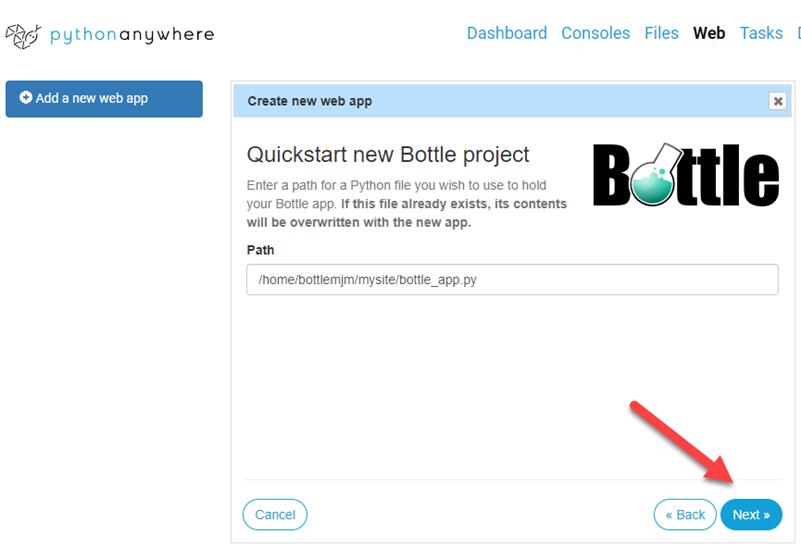 pythonanywhere
Dashboard Consoles Files Web Tasks
Add a new web app
Create new web app
Quickstart new Bottle project
Bottle
Enter a path for a Python file you wish to use to hold
your Bottle app. If this file already exists, its contents
will be overwritten with the new app.
Path
/home/bottlemjm/mysite/bottle_app.py
Cancel
« Back
Next »